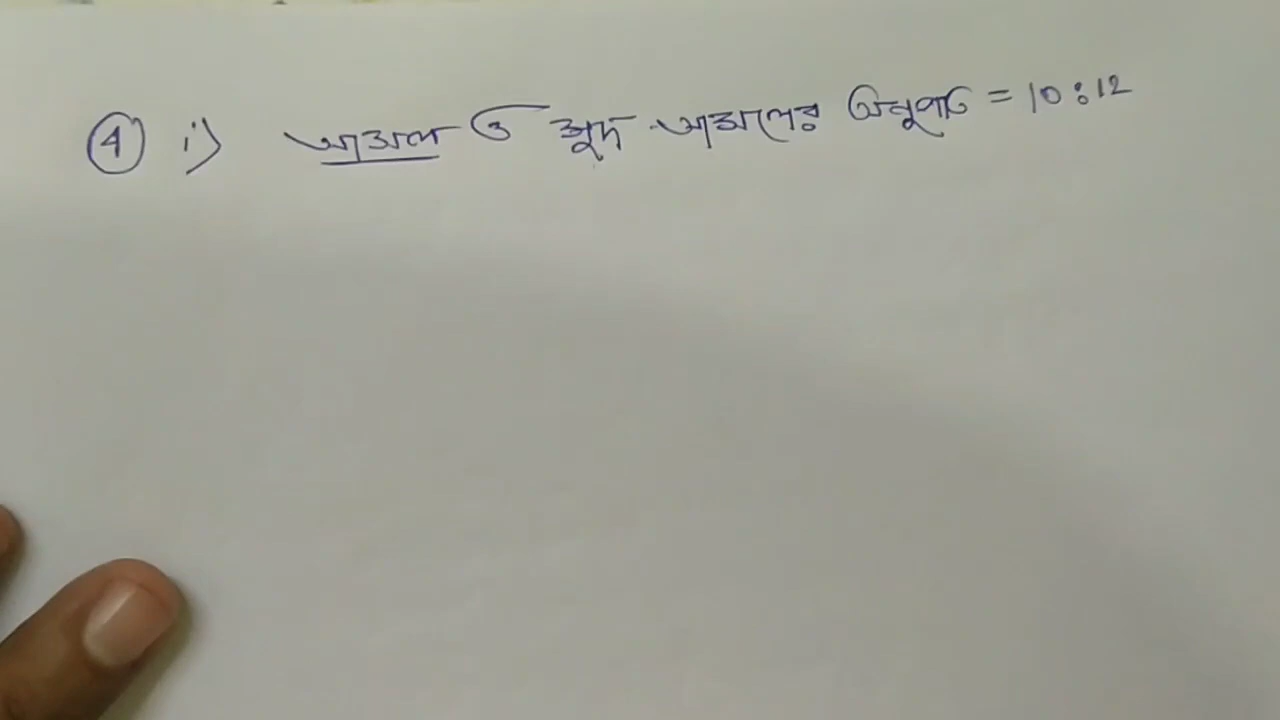 ④ i) আসল ও সুদ-আসলের অনুপাত = 10:12